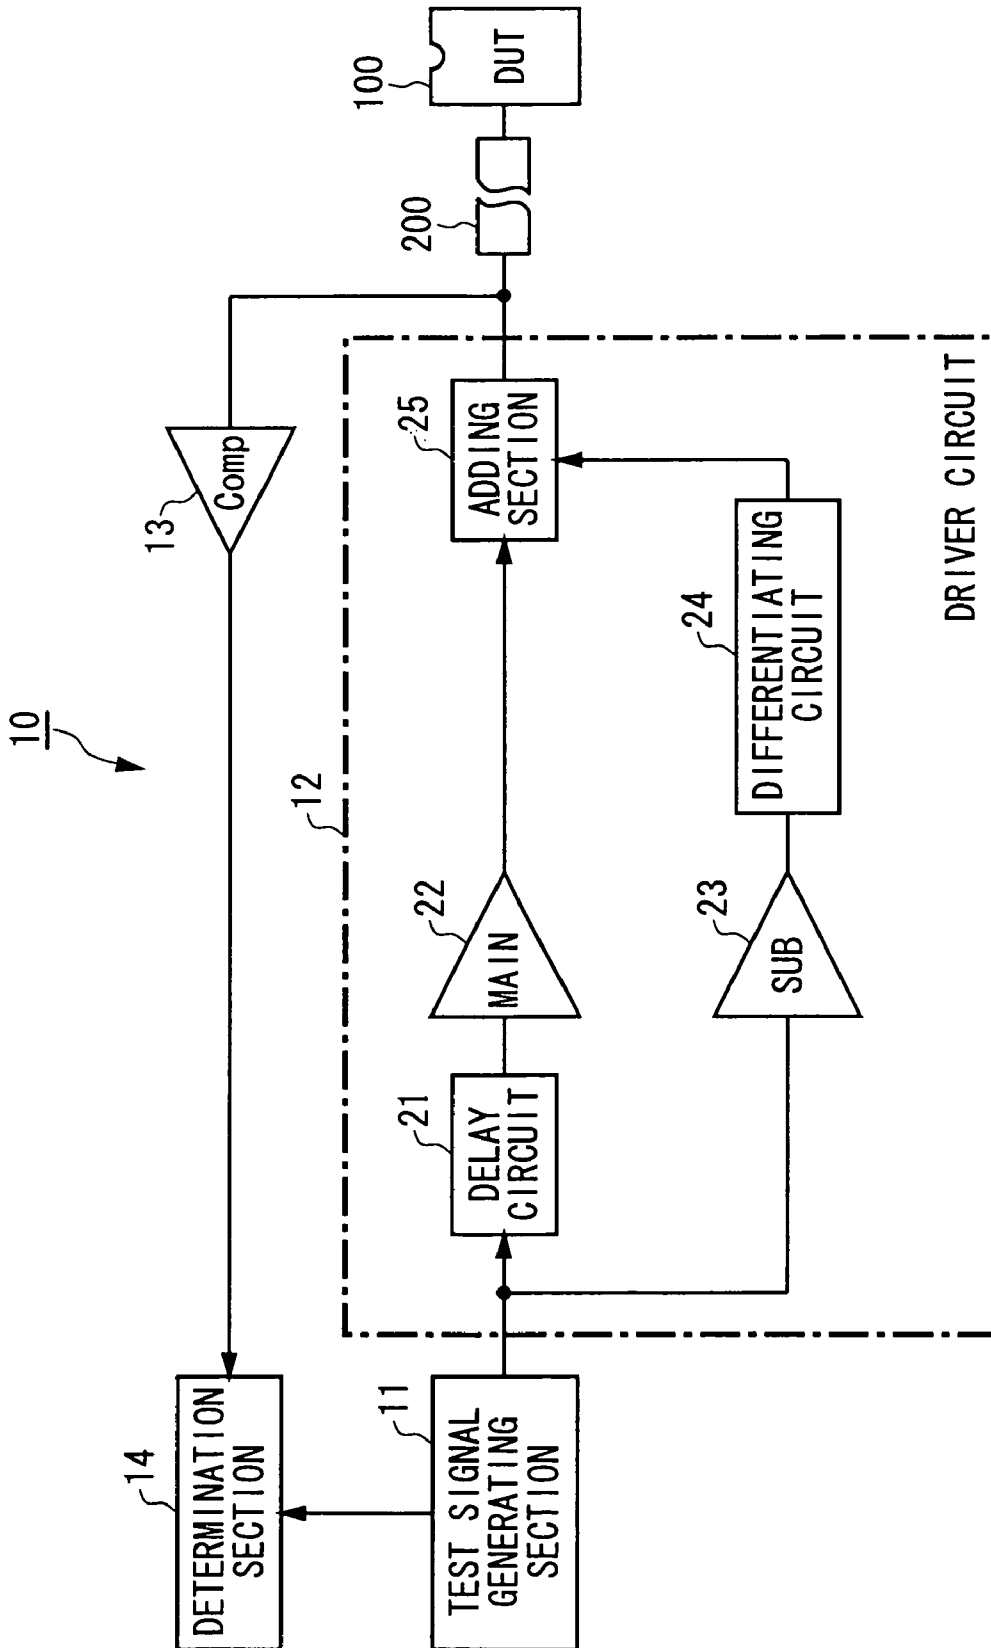 10
14
DETERMINATION
SECTION
13
Comp
11
TEST SIGNAL
GENERATING
SECTION
12
21
DELAY
CIRCUIT
22
MAIN
25
ADDING
SECTION
200
100
DUT
23
SUB
24
DIFFERENTIATING
CIRCUIT
DRIVER CIRCUIT